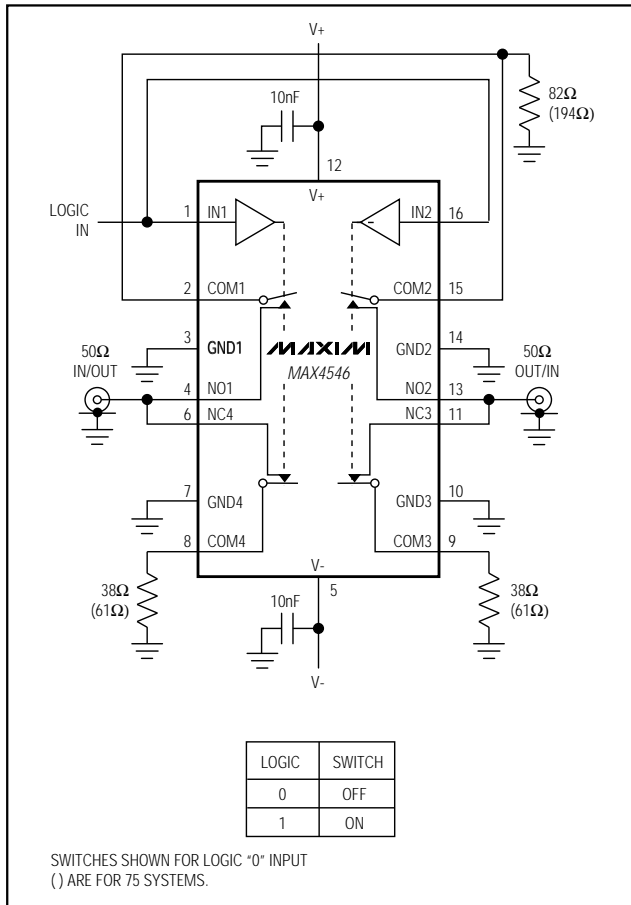 V+
10nF
82Ω
(194Ω)
12
V+
LOGIC
IN
1
IN1
IN2
16
2
COM1
COM2
15
3
GND1
MAXIM
MAX4546
GND2
14
50Ω
IN/OUT
50Ω
OUT/IN
4
NO1
NO2
13
6
NC4
NC3
11
7
GND4
GND3
10
8
COM4
COM3
9
V-
5
38Ω
(61Ω)
10nF
38Ω
(61Ω)
V-
LOGIC SWITCH
0 OFF
1 ON
SWITCHES SHOWN FOR LOGIC “0” INPUT
( ) ARE FOR 75 SYSTEMS.